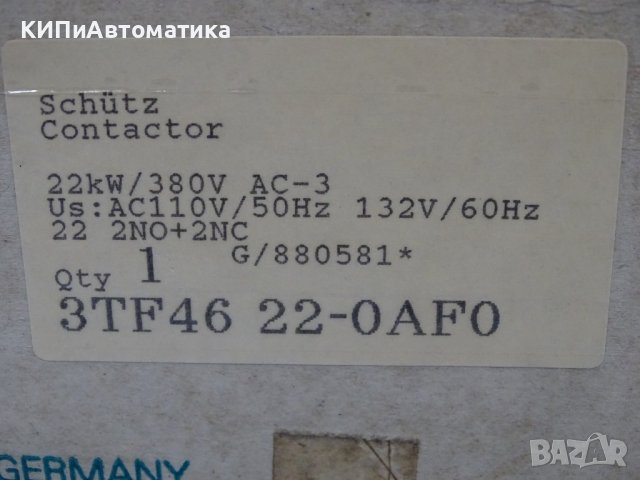 КИПиАвтоматика
Schütz
Contactor
22kW/380V AC-3
Us:AC110V/50Hz 132V/60Hz
22 2NO+2NC
G/880581*
Qty 1
3TF46 22-0AF0
GERMANY
BAZAR